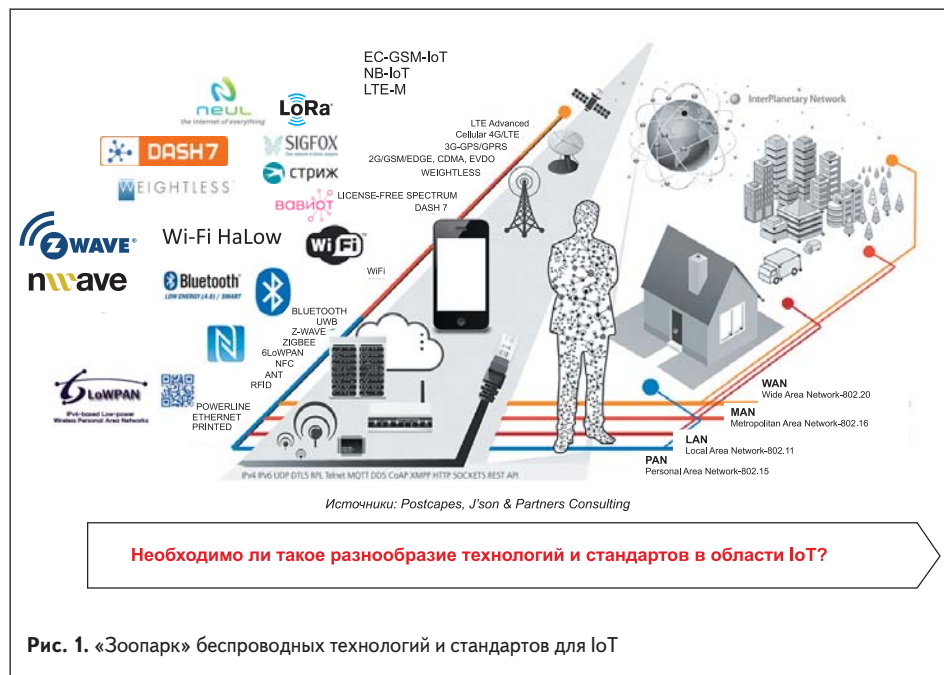 EC-GSM-IoT
NB-IoT
LTE-M
neul
the internet of everything
LoRa
DASH7
SIGFOX
WEIGHTLESS
стриж
вавиот
Z WAVE®
Wi-Fi HaLow
WiFi
nwave
Bluetooth®
LOW ENERGY (4.0) / SMART
N
6LoWPAN
IPv6-based Low-power
Wireless Personal Area Networks
LTE Advanced
Cellular 4G/LTE
3G-GPS/GPRS
2G/GSM/EDGE, CDMA, EVDO
WEIGHTLESS
LICENSE-FREE SPECTRUM
DASH 7
WiFi
BLUETOOTH
UWB
Z-WAVE
ZIGBEE
6LoWPAN
NFC
ANT
RFID
POWERLINE
ETHERNET
PRINTED
InterPlanetary Network
WAN
Wide Area Network-802.20
MAN
Metropolitan Area Network-802.16
LAN
Local Area Network-802.11
PAN
Personal Area Network-802.15
IPv4 IPv6 UDP DTLS RPL Telnet MQTT DDS CoAP XMPP HTTP SOCKETS REST API
Источники: Postcapes, J'son & Partners Consulting
Необходимо ли такое разнообразие технологий и стандартов в области IoT?
Рис. 1. «Зоопарк» беспроводных технологий и стандартов для IoT